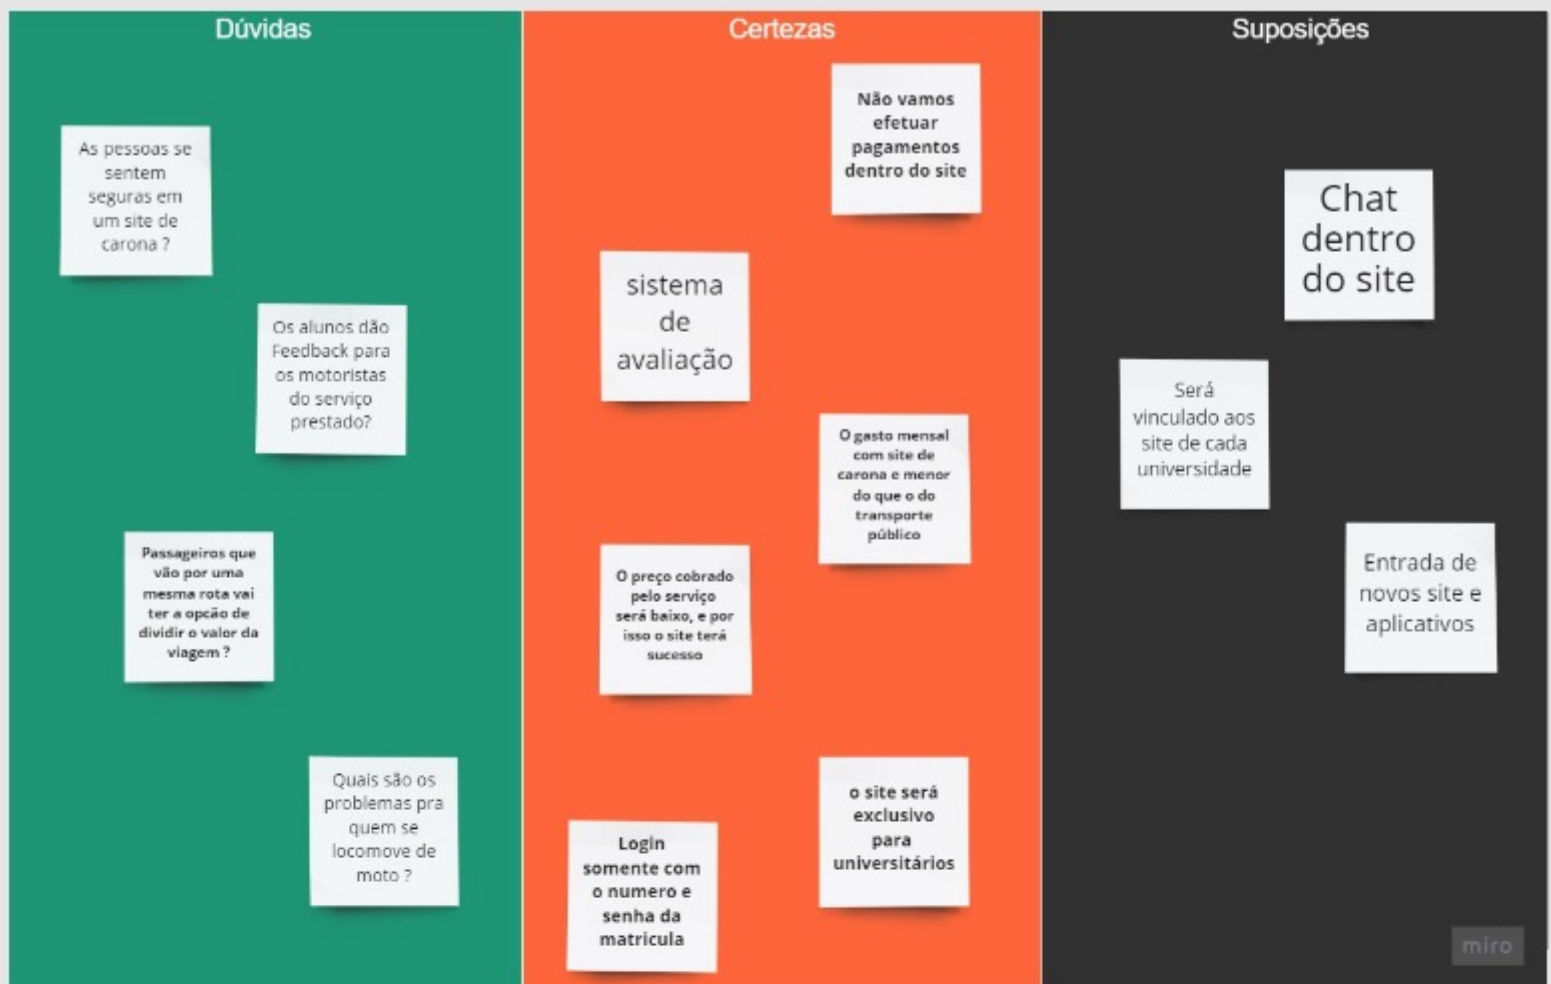 Dúvidas
As pessoas se
sentem
seguras em
um site de
carona ?
Os alunos dão
Feedback para
os motoristas
do serviço
prestado?
Passageiros que
vão por uma
mesma rota vai
ter a opcão de
dividir o valor da
viagem ?
Quais são os
problemas pra
quem se
locomove de
moto ?
Certezas
Não vamos
efetuar
pagamentos
dentro do site
sistema
de
avaliação
O gasto mensal
com site de
carona e menor
do que o do
transporte
público
O preço cobrado
pelo serviço
será baixo, e por
isso o site terá
sucesso
o site será
exclusivo
para
universitários
Login
somente com
o numero e
senha da
matricula
Suposições
Chat
dentro
do site
Será
vinculado aos
site de cada
universidade
Entrada de
novos site e
aplicativos
miro